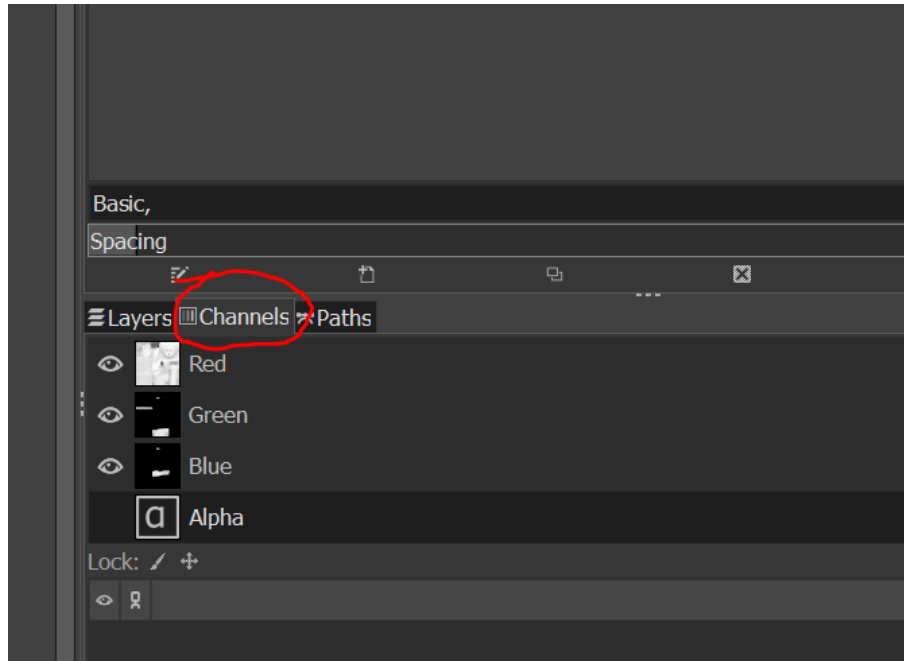 Basic,
Spacing
Layers Channels Paths
Red
Green
Blue
a Alpha
Lock: